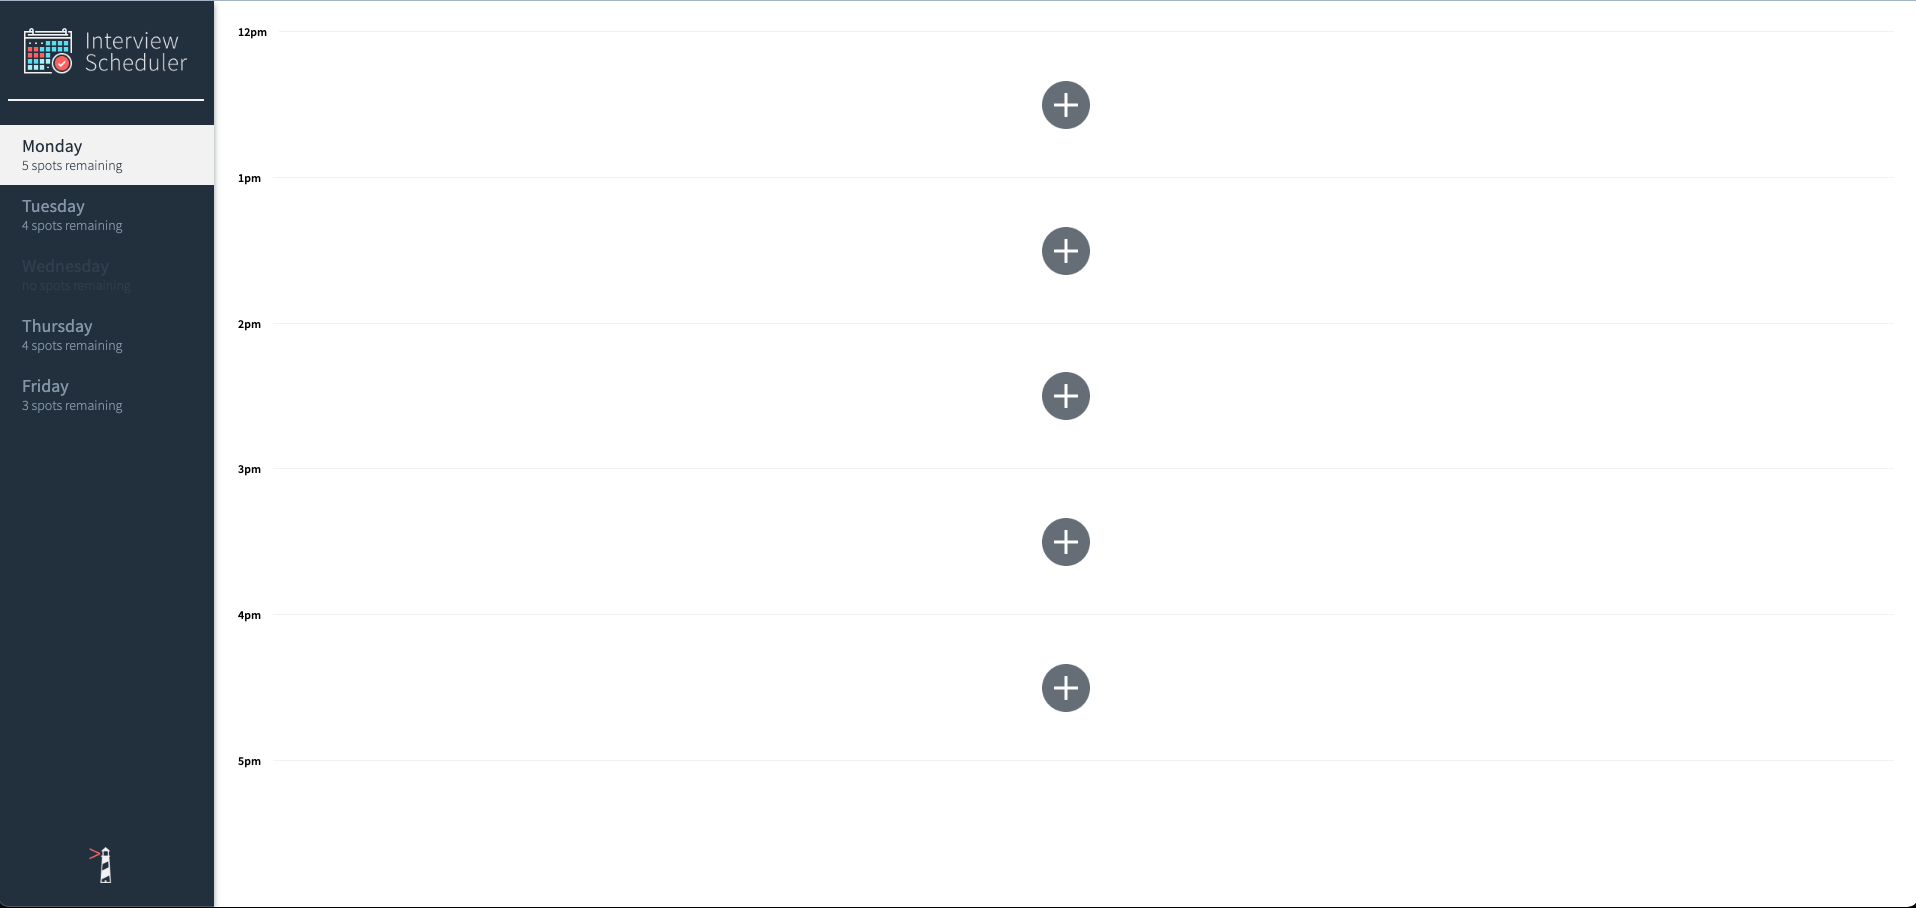 Interview
Scheduler
Monday
5 spots remaining
Tuesday
4 spots remaining
Wednesday
no spots remaining
Thursday
4 spots remaining
Friday
3 spots remaining
12pm
1pm
2pm
3pm
4pm
5pm